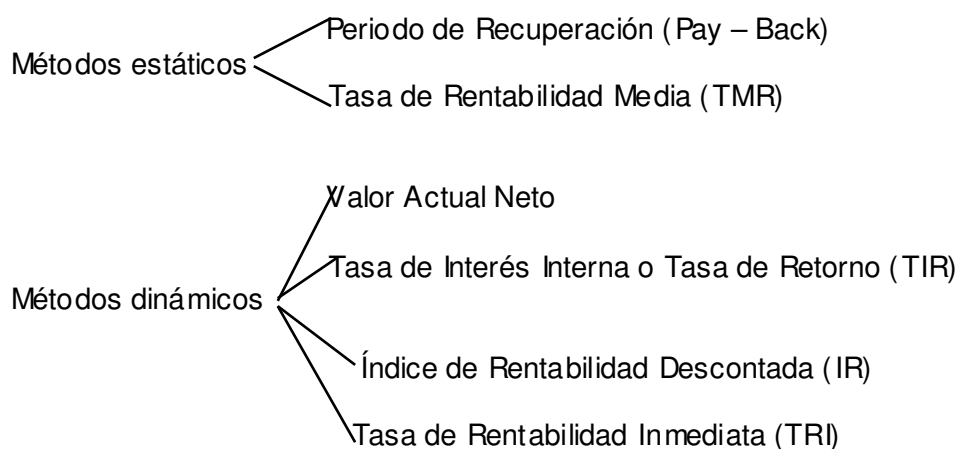 Periodo de Recuperación (Pay – Back)
Métodos estáticos
Tasa de Rentabilidad Media (TMR)
Valor Actual Neto
Tasa de Interés Interna o Tasa de Retorno (TIR)
Métodos dinámicos
Índice de Rentabilidad Descontada (IR)
Tasa de Rentabilidad Inmediata (TRI)